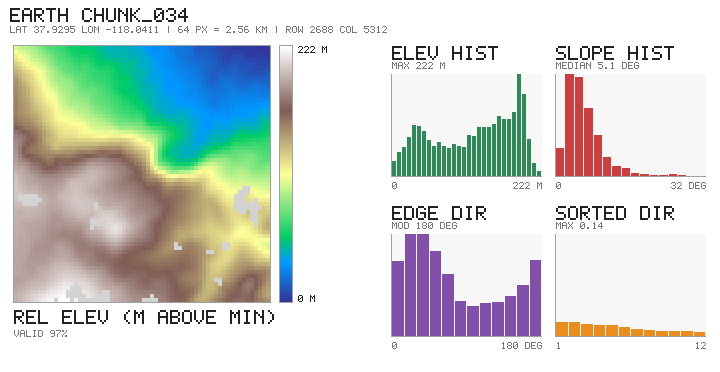 EARTH CHUNK_034
LAT 37.9295 LON -118.0411 | 64 PX = 2.56 KM | ROW 2688 COL 5312
222 M
0 M
REL ELEV (M ABOVE MIN)
VALID 97%
ELEV HIST
MAX 222 M
0 222 M
SLOPE HIST
MEDIAN 5.1 DEG
0 32 DEG
EDGE DIR
MOD 180 DEG
0 180 DEG
SORTED DIR
MAX 0.14
1 12